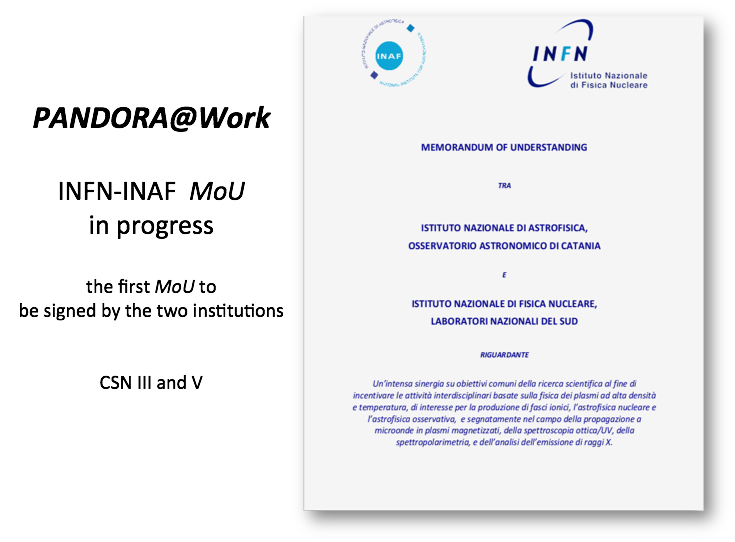 PANDORA@Work
INFN-INAF MoU
in progress
the first MoU to
be signed by the two institutions
CSN III and V
INAF
ISTITUTO NAZIONALE DI ASTROFISICA
INFN
Istituto Nazionale
di Fisica Nucleare
MEMORANDUM OF UNDERSTANDING
TRA
ISTITUTO NAZIONALE DI ASTROFISICA,
OSSERVATORIO ASTRONOMICO DI CATANIA
E
ISTITUTO NAZIONALE DI FISICA NUCLEARE,
LABORATORI NAZIONALI DEL SUD
RIGUARDANTE
Un'intensa sinergia su obiettivi comuni della ricerca scientifica al fine di
incentivare le attività interdisciplinari basate sulla fisica dei plasmi ad alta densità
e temperatura, di interesse per la produzione di fasci ionici, l'astrofisica nucleare e
l'astrofisica osservativa, e segnatamente nel campo della propagazione a
microonde in plasmi magnetizzati, della spettroscopia ottica/UV, della
spettropolarimetria, e dell'analisi dell'emissione di raggi X.